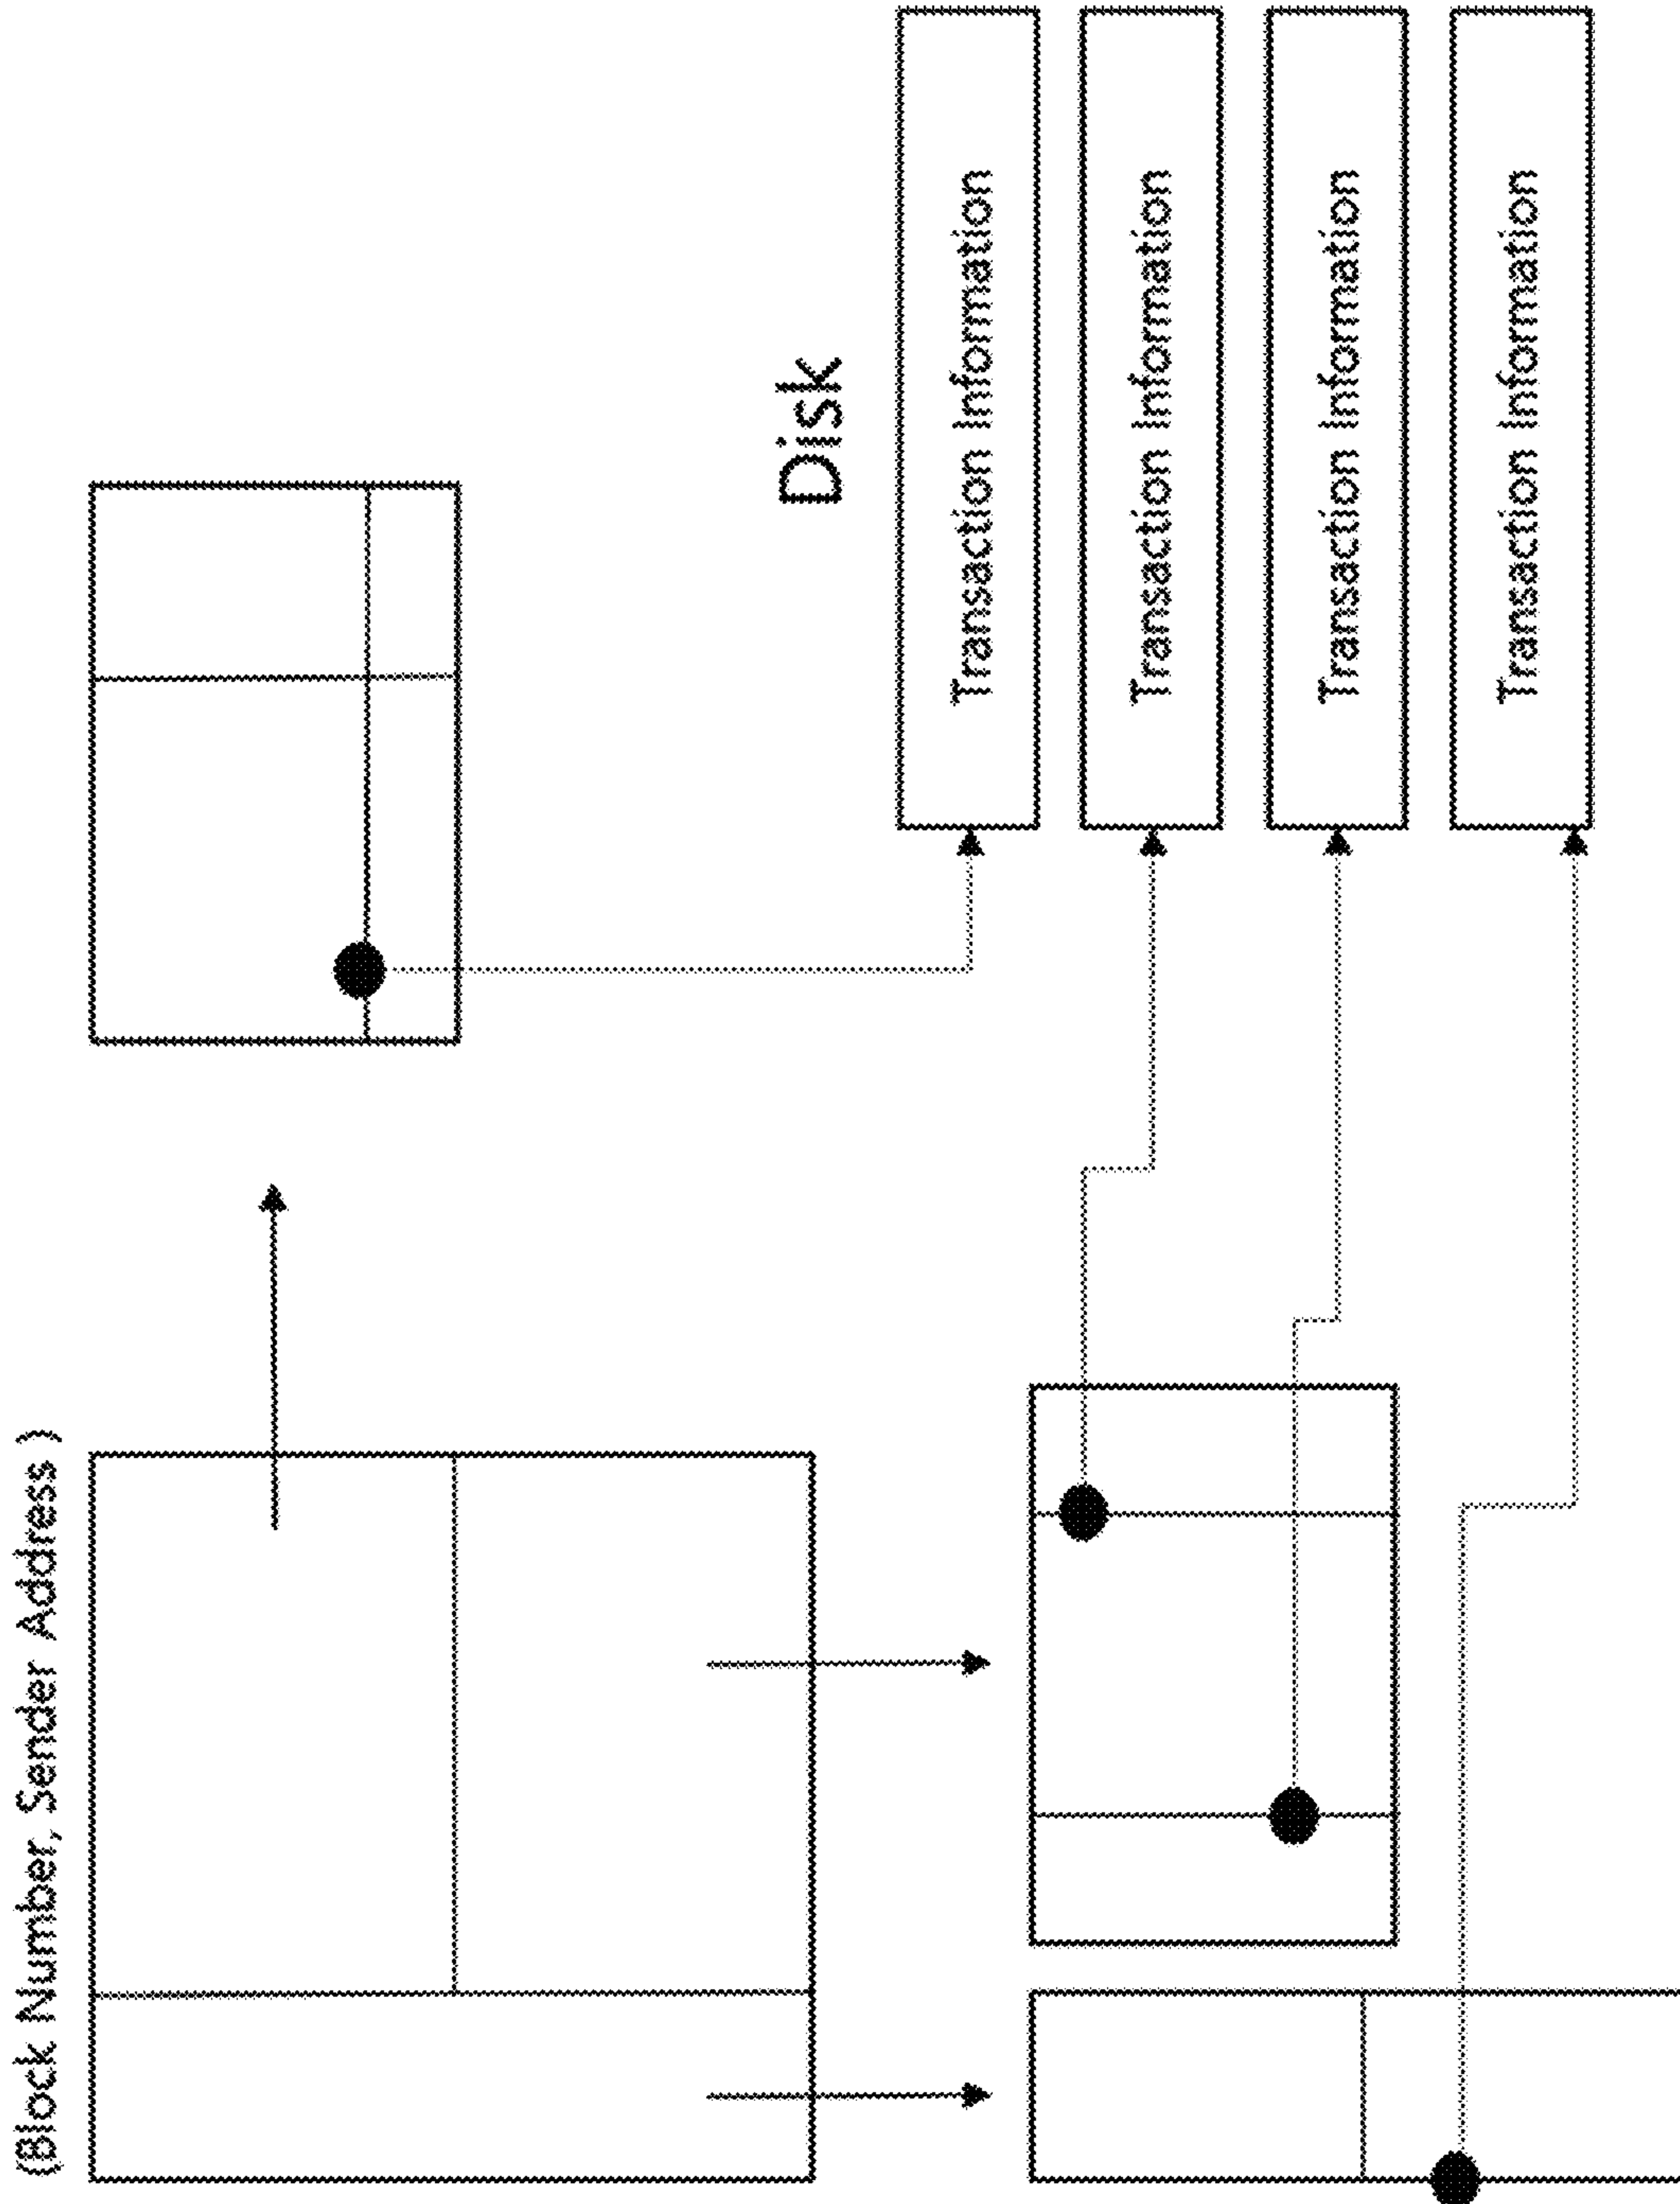 (Block Number, Sender Address )
Disk
Transaction Information
Transaction Information
Transaction Information
Transaction Information